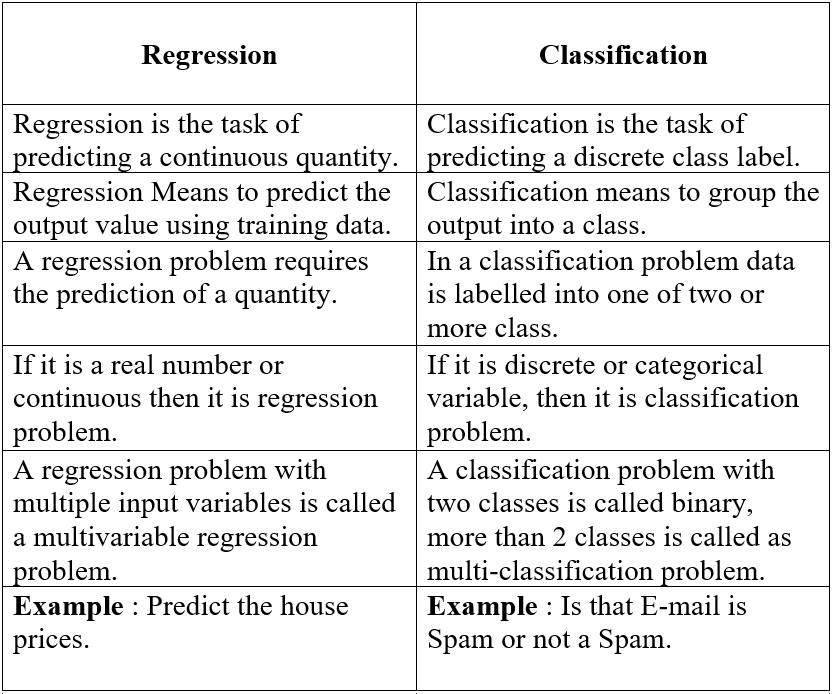 Regression
Classification
Regression is the task of
predicting a continuous quantity.
Classification is the task of
predicting a discrete class label.
Regression Means to predict the
output value using training data.
Classification means to group the
output into a class.
A regression problem requires
the prediction of a quantity.
In a classification problem data
is labelled into one of two or
more class.
If it is a real number or
continuous then it is regression
problem.
If it is discrete or categorical
variable, then it is classification
problem.
A regression problem with
multiple input variables is called
a multivariable regression
problem.
A classification problem with
two classes is called binary,
more than 2 classes is called as
multi-classification problem.
Example : Predict the house
prices.
Example : Is that E-mail is
Spam or not a Spam.